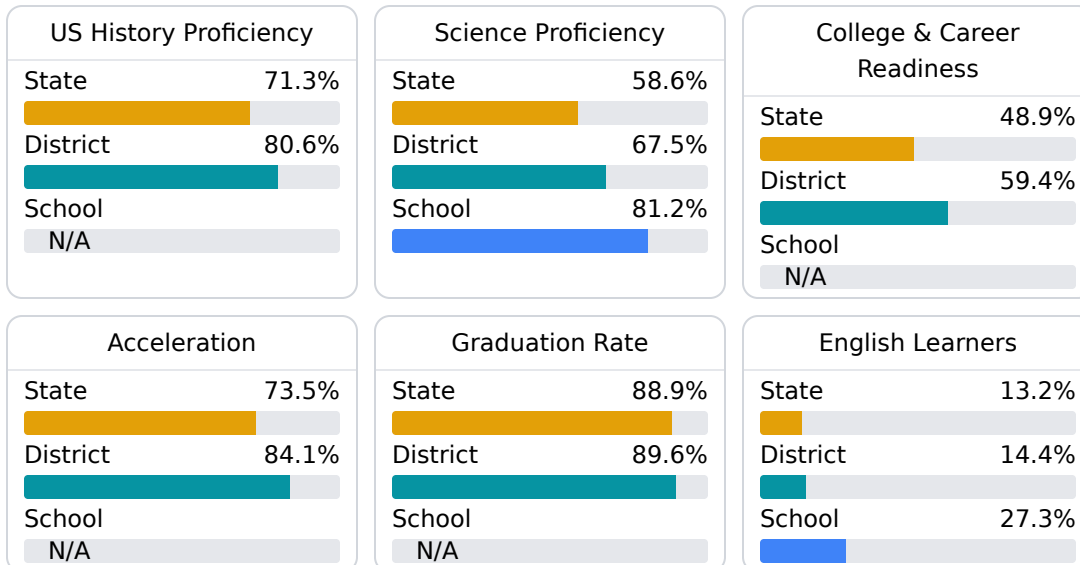 US History Proficiency
State 71.3%
District 80.6%
School
N/A
Science Proficiency
State 58.6%
District 67.5%
School 81.2%
College & Career
Readiness
State 48.9%
District 59.4%
School
N/A
Acceleration
State 73.5%
District 84.1%
School
N/A
Graduation Rate
State 88.9%
District 89.6%
School
N/A
English Learners
State 13.2%
District 14.4%
School 27.3%